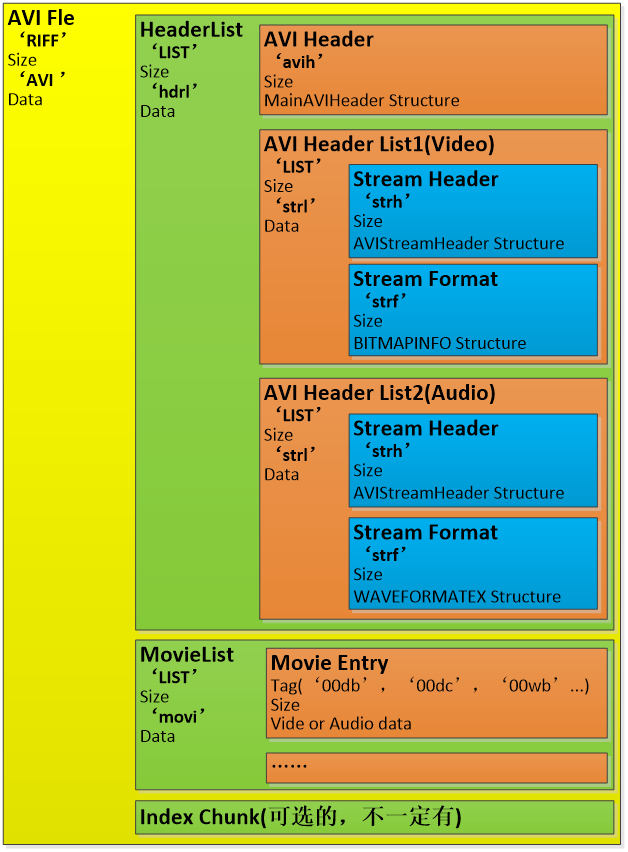 AVI Fle
‘RIFF’
Size
‘AVI ’
Data
HeaderList
‘LIST’
Size
‘hdrl’
Data
AVI Header
‘avih’
Size
MainAVIHeader Structure
AVI Header List1(Video)
‘LIST’
Size
‘strl’
Data
Stream Header
‘strh’
Size
AVIStreamHeader Structure
Stream Format
‘strf’
Size
BITMAPINFO Structure
AVI Header List2(Audio)
‘LIST’
Size
‘strl’
Data
Stream Header
‘strh’
Size
AVIStreamHeader Structure
Stream Format
‘strf’
Size
WAVEFORMATEX Structure
MovieList
‘LIST’
Size
‘movi’
Data
Movie Entry
Tag(‘00db’, ‘00dc’, ‘00wb’...)
Size
Vide or Audio data
……
Index Chunk(可选的，不一定有)